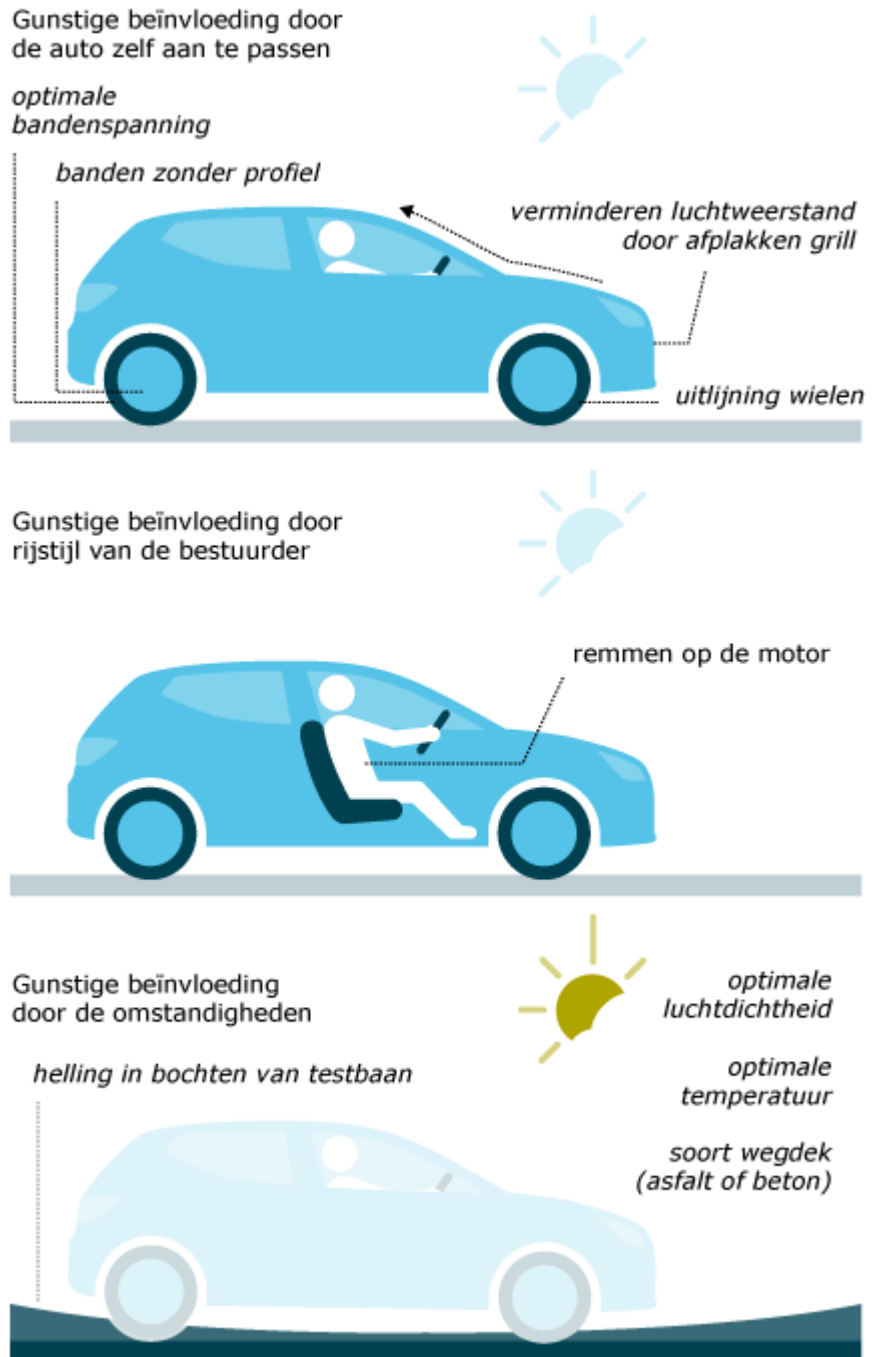 Gunstige beïnvloeding door
de auto zelf aan te passen
optimale
bandenspanning
banden zonder profiel
verminderen luchtweerstand
door afplakken grill
uitlijning wielen
Gunstige beïnvloeding door
rijstijl van de bestuurder
remmen op de motor
Gunstige beïnvloeding
door de omstandigheden
optimale
luchtdichtheid
helling in bochten van testbaan
optimale
temperatuur
soort wegdek
(asfalt of beton)